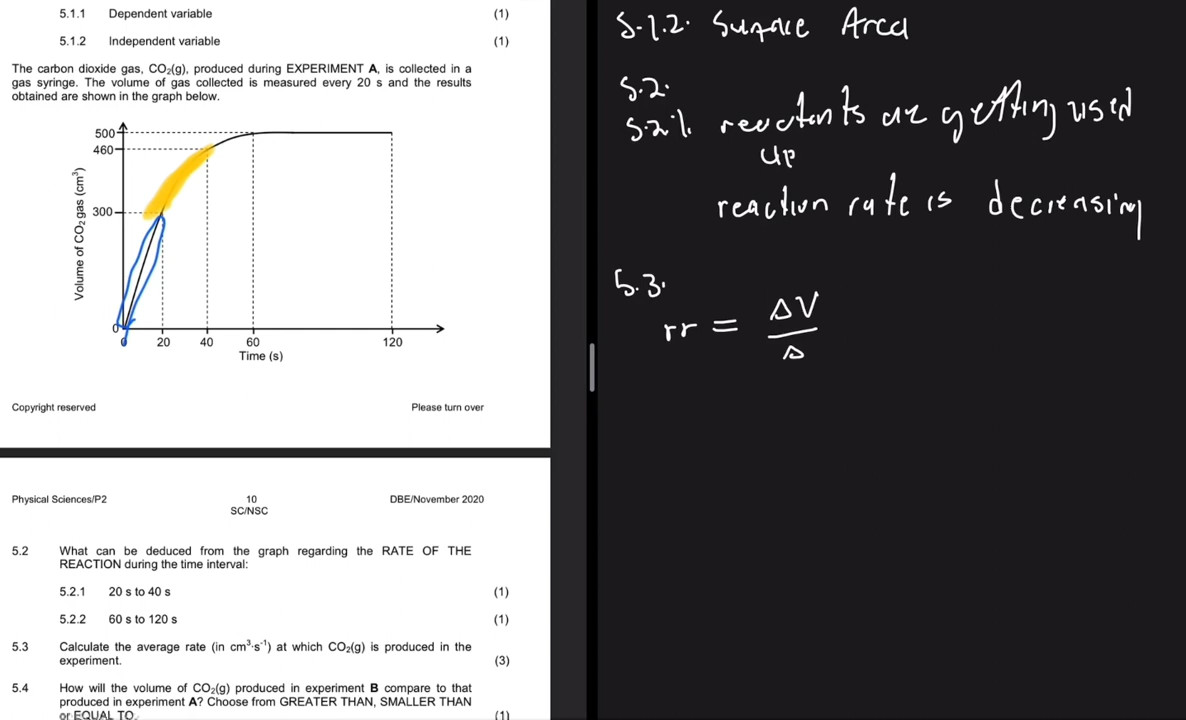 5.1.1 Dependent variable (1)
5.1.2 Independent variable (1)
The carbon dioxide gas, CO₂(g), produced during EXPERIMENT A, is collected in a
gas syringe. The volume of gas collected is measured every 20 s and the results
obtained are shown in the graph below.
500
460
300
0
0 20 40 60 120
Time (s)
Volume of CO₂ gas (cm³)
Copyright reserved Please turn over
Physical Sciences/P2 10 DBE/November 2020
SC/NSC
5.2 What can be deduced from the graph regarding the RATE OF THE
REACTION during the time interval:
5.2.1 20 s to 40 s (1)
5.2.2 60 s to 120 s (1)
5.3 Calculate the average rate (in cm³·s⁻¹) at which CO₂(g) is produced in the
experiment. (3)
5.4 How will the volume of CO₂(g) produced in experiment B compare to that
produced in experiment A? Choose from GREATER THAN, SMALLER THAN
or EQUAL TO. (1)
5.1.2. Surface Area
5.2.
5.2.1. reactants are getting used
up
reaction rate is decreasing
5.3.
rr = ΔV
Δ